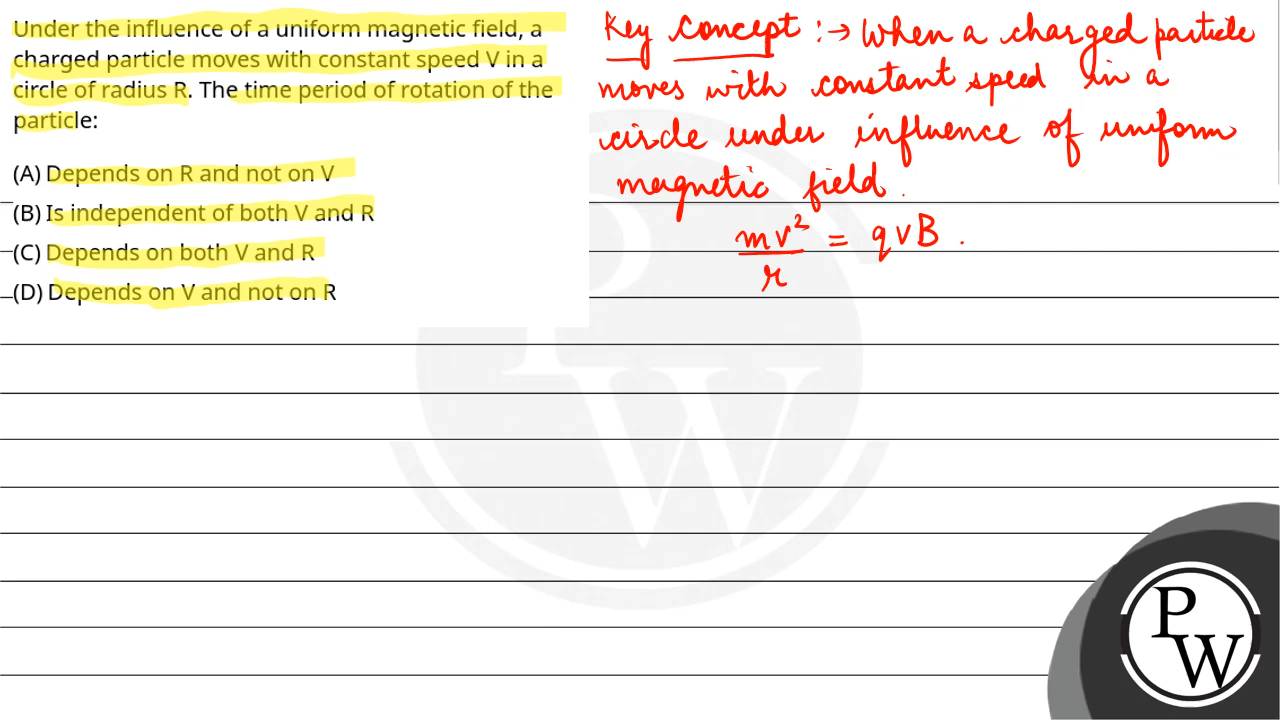 Under the influence of a uniform magnetic field, a
charged particle moves with constant speed V in a
circle of radius R. The time period of rotation of the
particle:
(A) Depends on R and not on V
(B) Is independent of both V and R
(C) Depends on both V and R
(D) Depends on V and not on R
Key concept :→ When a charged particle
moves with constant speed in a
circle under influence of uniform
magnetic field.
mv²/r = qvB.
PW
PW